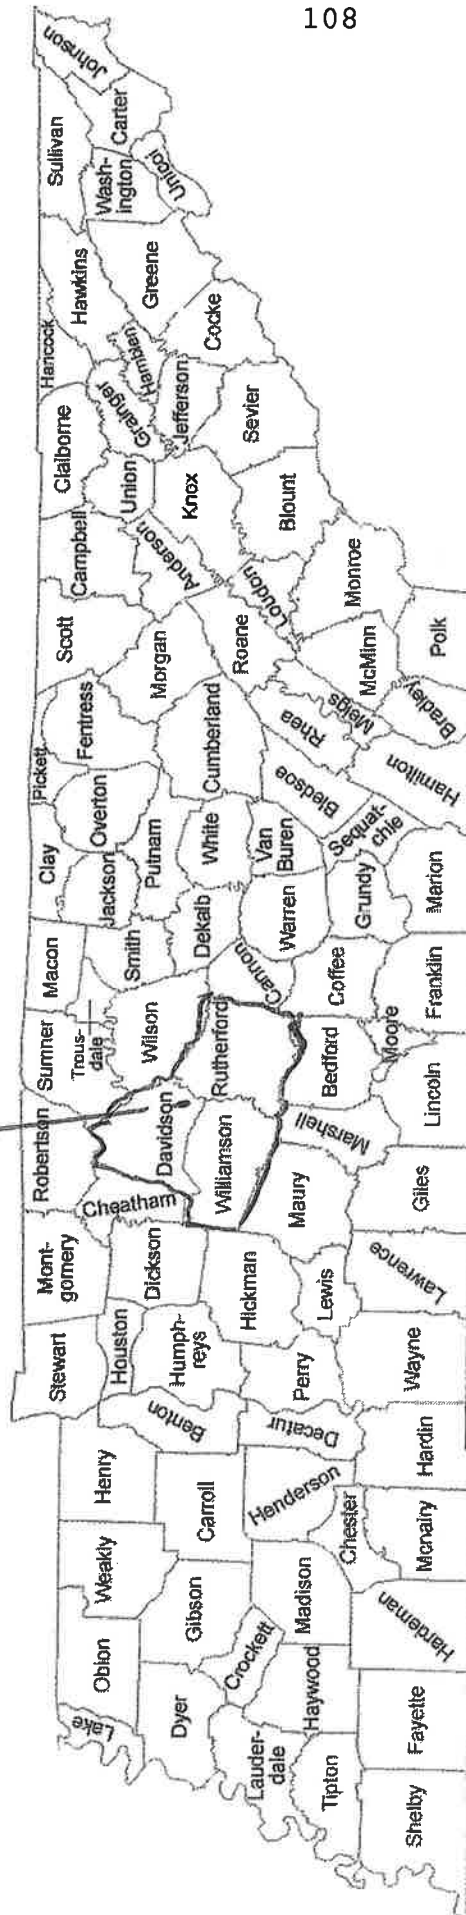 108
Johnson
Sullivan
Carter
Wash-
ington
Unicoi
Hawkins
Greene
Hancock
Hamblen
Cocke
Grainger
Jefferson
Claiborne
Union
Sevier
Knox
Campbell
Anderson
Blount
Loudon
Scott
Morgan
Roane
Monroe
McMinn
Meigs
Polk
Bradley
Rhea
Hamilton
Pickett
Fentress
Cumberland
Bledsoe
Sequat-
chie
Clay
Overton
Putnam
White
Van
Buren
Grundy
Marion
Jackson
Dekalb
Warren
Macon
Smith
Cannon
Coffee
Franklin
Sumner
Trous-
dale
Wilson
Rutherford
Bedford
Moore
Lincoln
Robertson
Davidson
Williamson
Marshell
Cheatham
Maury
Giles
Mont-
gomery
Dickson
Hickman
Lewis
Lawrence
Stewart
Houston
Humph-
reys
Perry
Wayne
Benton
Decatur
Henry
Carroll
Henderson
Hardin
Chester
Mcnairy
Weakly
Gibson
Madison
Hardeman
Obion
Crockett
Haywood
Fayette
Lake
Dyer
Lauder-
dale
Tipton
Shelby